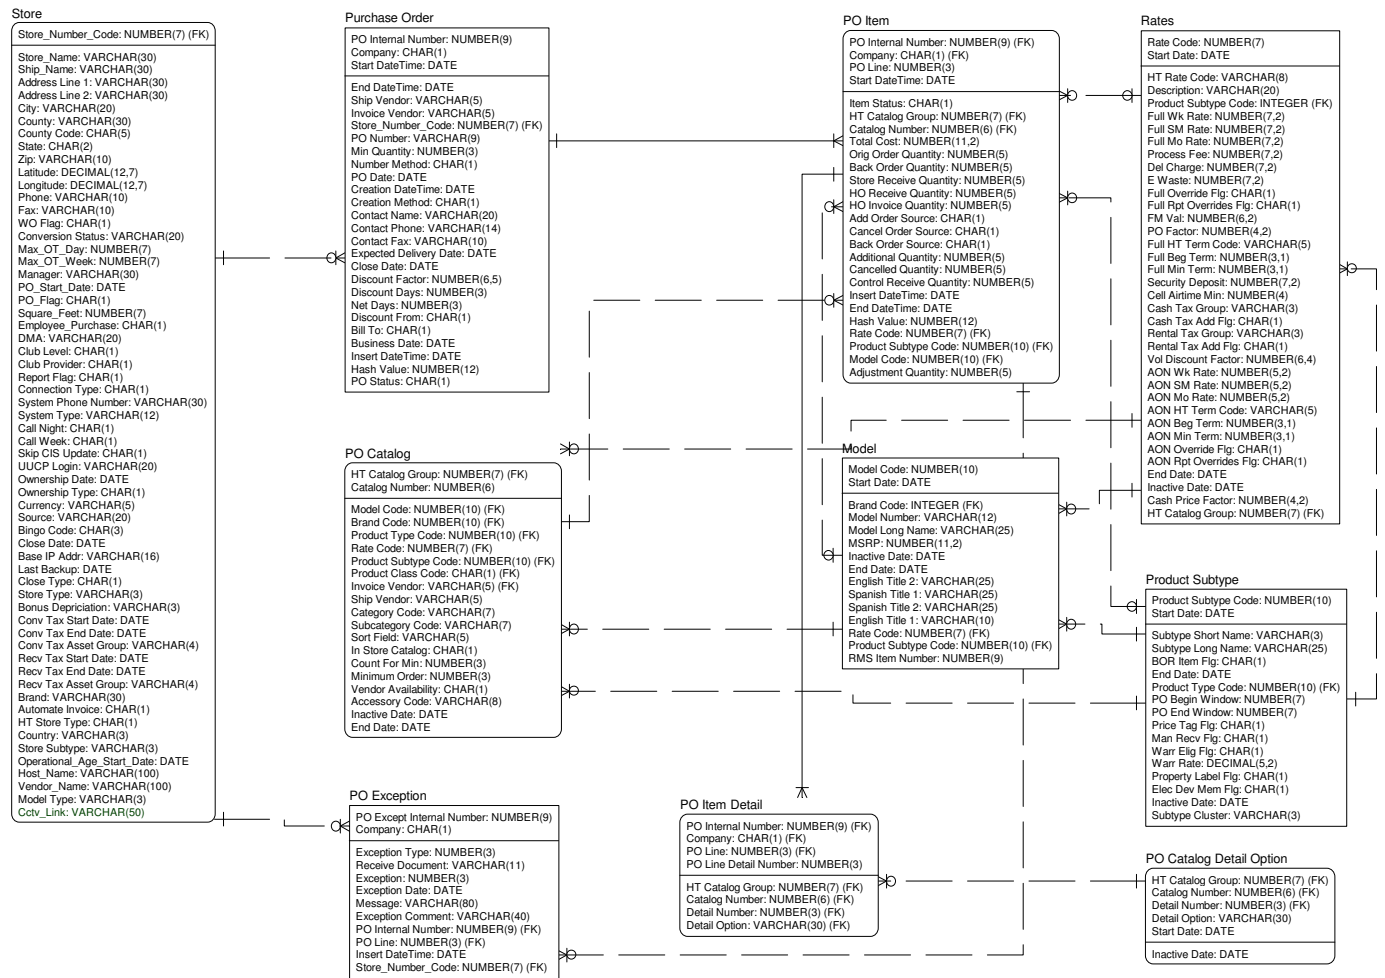 Store
Store_Number_Code: NUMBER(7) (FK)
Store_Name: VARCHAR(30)
Ship_Name: VARCHAR(30)
Address Line 1: VARCHAR(30)
Address Line 2: VARCHAR(30)
City: VARCHAR(20)
County: VARCHAR(30)
County Code: CHAR(5)
State: CHAR(2)
Zip: VARCHAR(10)
Latitude: DECIMAL(12,7)
Longitude: DECIMAL(12,7)
Phone: VARCHAR(10)
Fax: VARCHAR(10)
WO Flag: CHAR(1)
Conversion Status: VARCHAR(20)
Max_OT_Day: NUMBER(7)
Max_OT_Week: NUMBER(7)
Manager: VARCHAR(30)
PO_Start_Date: DATE
PO_Flag: CHAR(1)
Square_Feet: NUMBER(7)
Employee_Purchase: CHAR(1)
DMA: VARCHAR(20)
Club Level: CHAR(1)
Club Provider: CHAR(1)
Report Flag: CHAR(1)
Connection Type: CHAR(1)
System Phone Number: VARCHAR(30)
System Type: VARCHAR(12)
Call Night: CHAR(1)
Call Week: CHAR(1)
Skip CIS Update: CHAR(1)
UUCP Login: VARCHAR(20)
Ownership Date: DATE
Ownership Type: CHAR(1)
Currency: VARCHAR(5)
Source: VARCHAR(20)
Bingo Code: CHAR(3)
Close Date: DATE
Base IP Addr: VARCHAR(16)
Last Backup: DATE
Close Type: CHAR(1)
Store Type: VARCHAR(3)
Bonus Depriciation: VARCHAR(3)
Conv Tax Start Date: DATE
Conv Tax End Date: DATE
Conv Tax Asset Group: VARCHAR(4)
Recv Tax Start Date: DATE
Recv Tax End Date: DATE
Recv Tax Asset Group: VARCHAR(4)
Brand: VARCHAR(30)
Automate Invoice: CHAR(1)
HT Store Type: CHAR(1)
Country: VARCHAR(3)
Store Subtype: VARCHAR(3)
Operational_Age_Start_Date: DATE
Host_Name: VARCHAR(100)
Vendor_Name: VARCHAR(100)
Model Type: VARCHAR(3)
Cctv_Link: VARCHAR(50)
Purchase Order
PO Internal Number: NUMBER(9)
Company: CHAR(1)
Start DateTime: DATE
End DateTime: DATE
Ship Vendor: VARCHAR(5)
Invoice Vendor: VARCHAR(5)
Store_Number_Code: NUMBER(7) (FK)
PO Number: VARCHAR(9)
Min Quantity: NUMBER(3)
Number Method: CHAR(1)
PO Date: DATE
Creation DateTime: DATE
Creation Method: CHAR(1)
Contact Name: VARCHAR(20)
Contact Phone: VARCHAR(14)
Contact Fax: VARCHAR(10)
Expected Delivery Date: DATE
Close Date: DATE
Discount Factor: NUMBER(6,5)
Discount Days: NUMBER(3)
Net Days: NUMBER(3)
Discount From: CHAR(1)
Bill To: CHAR(1)
Business Date: DATE
Insert DateTime: DATE
Hash Value: NUMBER(12)
PO Status: CHAR(1)
PO Catalog
HT Catalog Group: NUMBER(7) (FK)
Catalog Number: NUMBER(6)
Model Code: NUMBER(10) (FK)
Brand Code: NUMBER(10) (FK)
Product Type Code: NUMBER(10) (FK)
Rate Code: NUMBER(7) (FK)
Product Subtype Code: NUMBER(10) (FK)
Product Class Code: CHAR(1) (FK)
Invoice Vendor: VARCHAR(5) (FK)
Ship Vendor: VARCHAR(5)
Category Code: VARCHAR(7)
Subcategory Code: VARCHAR(7)
Sort Field: VARCHAR(5)
In Store Catalog: CHAR(1)
Count For Min: NUMBER(3)
Minimum Order: NUMBER(3)
Vendor Availability: CHAR(1)
Accessory Code: VARCHAR(8)
Inactive Date: DATE
End Date: DATE
PO Exception
PO Except Internal Number: NUMBER(9)
Company: CHAR(1)
Exception Type: NUMBER(3)
Receive Document: VARCHAR(11)
Exception: NUMBER(3)
Exception Date: DATE
Message: VARCHAR(80)
Exception Comment: VARCHAR(40)
PO Internal Number: NUMBER(9) (FK)
PO Line: NUMBER(3) (FK)
Insert DateTime: DATE
Store_Number_Code: NUMBER(7) (FK)
PO Item
PO Internal Number: NUMBER(9) (FK)
Company: CHAR(1) (FK)
PO Line: NUMBER(3)
Start DateTime: DATE
Item Status: CHAR(1)
HT Catalog Group: NUMBER(7) (FK)
Catalog Number: NUMBER(6) (FK)
Total Cost: NUMBER(11,2)
Orig Order Quantity: NUMBER(5)
Back Order Quantity: NUMBER(5)
Store Receive Quantity: NUMBER(5)
HO Receive Quantity: NUMBER(5)
HO Invoice Quantity: NUMBER(5)
Add Order Source: CHAR(1)
Cancel Order Source: CHAR(1)
Back Order Source: CHAR(1)
Additional Quantity: NUMBER(5)
Cancelled Quantity: NUMBER(5)
Control Receive Quantity: NUMBER(5)
Insert DateTime: DATE
End DateTime: DATE
Hash Value: NUMBER(12)
Rate Code: NUMBER(7) (FK)
Product Subtype Code: NUMBER(10) (FK)
Model Code: NUMBER(10) (FK)
Adjustment Quantity: NUMBER(5)
Model
Model Code: NUMBER(10)
Start Date: DATE
Brand Code: INTEGER (FK)
Model Number: VARCHAR(12)
Model Long Name: VARCHAR(25)
MSRP: NUMBER(11,2)
Inactive Date: DATE
End Date: DATE
English Title 2: VARCHAR(25)
Spanish Title 1: VARCHAR(25)
Spanish Title 2: VARCHAR(25)
English Title 1: VARCHAR(10)
Rate Code: NUMBER(7) (FK)
Product Subtype Code: NUMBER(10) (FK)
RMS Item Number: NUMBER(9)
PO Item Detail
PO Internal Number: NUMBER(9) (FK)
Company: CHAR(1) (FK)
PO Line: NUMBER(3) (FK)
PO Line Detail Number: NUMBER(3)
HT Catalog Group: NUMBER(7) (FK)
Catalog Number: NUMBER(6) (FK)
Detail Number: NUMBER(3) (FK)
Detail Option: VARCHAR(30) (FK)
Rates
Rate Code: NUMBER(7)
Start Date: DATE
HT Rate Code: VARCHAR(8)
Description: VARCHAR(20)
Product Subtype Code: INTEGER (FK)
Full Wk Rate: NUMBER(7,2)
Full SM Rate: NUMBER(7,2)
Full Mo Rate: NUMBER(7,2)
Process Fee: NUMBER(7,2)
Del Charge: NUMBER(7,2)
E Waste: NUMBER(7,2)
Full Override Flg: CHAR(1)
Full Rpt Overrides Flg: CHAR(1)
FM Val: NUMBER(6,2)
PO Factor: NUMBER(4,2)
Full HT Term Code: VARCHAR(5)
Full Beg Term: NUMBER(3,1)
Full Min Term: NUMBER(3,1)
Security Deposit: NUMBER(7,2)
Cell Airtime Min: NUMBER(4)
Cash Tax Group: VARCHAR(3)
Cash Tax Add Flg: CHAR(1)
Rental Tax Group: VARCHAR(3)
Rental Tax Add Flg: CHAR(1)
Vol Discount Factor: NUMBER(6,4)
AON Wk Rate: NUMBER(5,2)
AON SM Rate: NUMBER(5,2)
AON Mo Rate: NUMBER(5,2)
AON HT Term Code: VARCHAR(5)
AON Beg Term: NUMBER(3,1)
AON Min Term: NUMBER(3,1)
AON Override Flg: CHAR(1)
AON Rpt Overrides Flg: CHAR(1)
End Date: DATE
Inactive Date: DATE
Cash Price Factor: NUMBER(4,2)
HT Catalog Group: NUMBER(7) (FK)
Product Subtype
Product Subtype Code: NUMBER(10)
Start Date: DATE
Subtype Short Name: VARCHAR(3)
Subtype Long Name: VARCHAR(25)
BOR Item Flg: CHAR(1)
End Date: DATE
Product Type Code: NUMBER(10) (FK)
PO Begin Window: NUMBER(7)
PO End Window: NUMBER(7)
Price Tag Flg: CHAR(1)
Man Recv Flg: CHAR(1)
Warr Elig Flg: CHAR(1)
Warr Rate: DECIMAL(5,2)
Property Label Flg: CHAR(1)
Elec Dev Mem Flg: CHAR(1)
Inactive Date: DATE
Subtype Cluster: VARCHAR(3)
PO Catalog Detail Option
HT Catalog Group: NUMBER(7) (FK)
Catalog Number: NUMBER(6) (FK)
Detail Number: NUMBER(3) (FK)
Detail Option: VARCHAR(30)
Start Date: DATE
Inactive Date: DATE